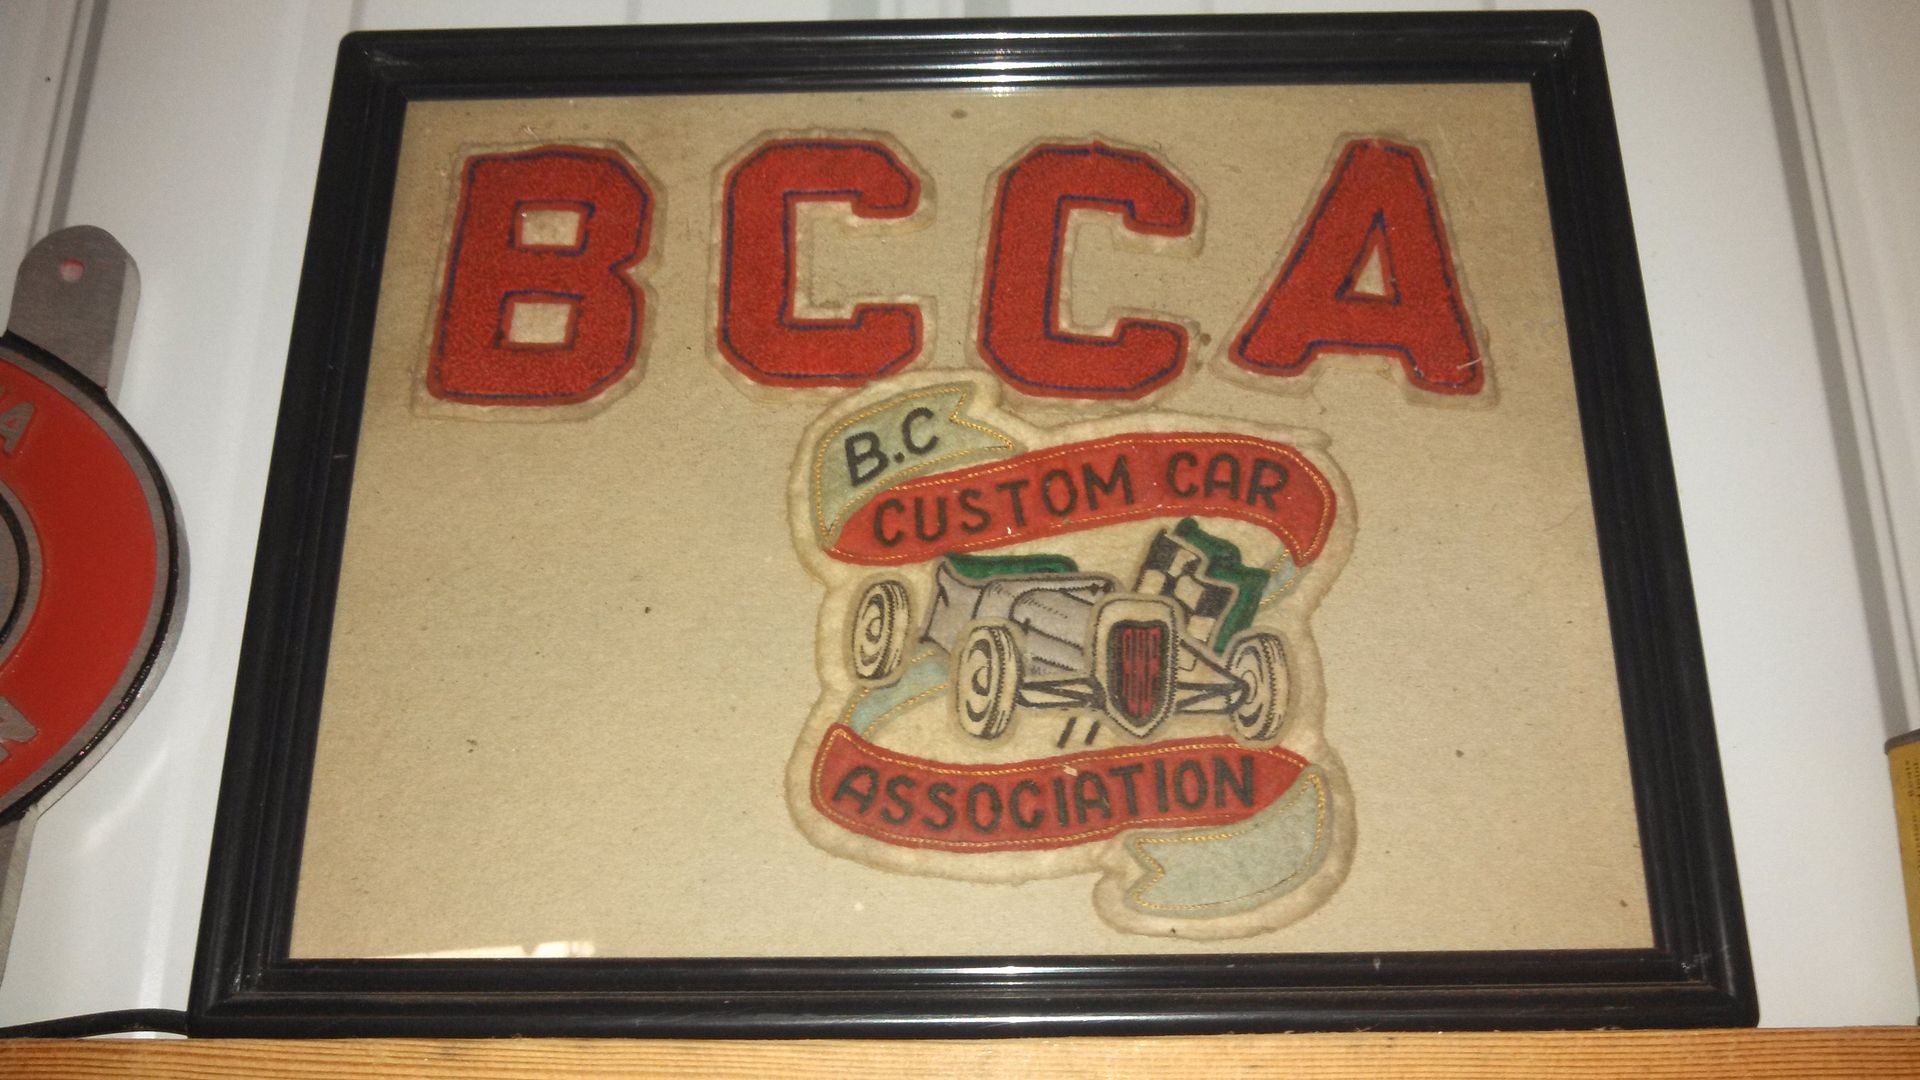 BCCA
B.C
CUSTOM CAR
ASSOCIATION